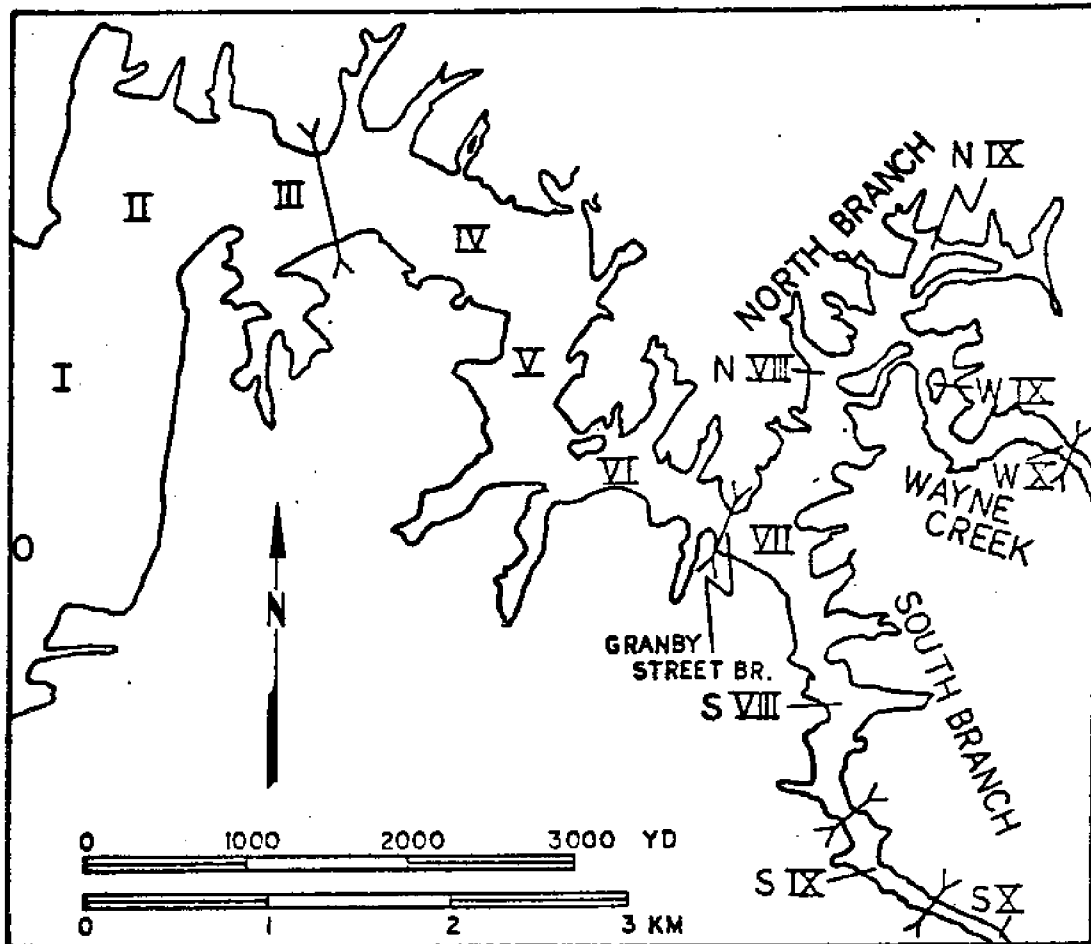 NORTH BRANCH
N IX
II
III
IV
I
V
N VIII
W IX
VI
W X
WAYNE
CREEK
O
VII
N
GRANBY
STREET BR.
S VIII
SOUTH BRANCH
0 1000 2000 3000 YD
S IX
S X
0 1 2 3 KM